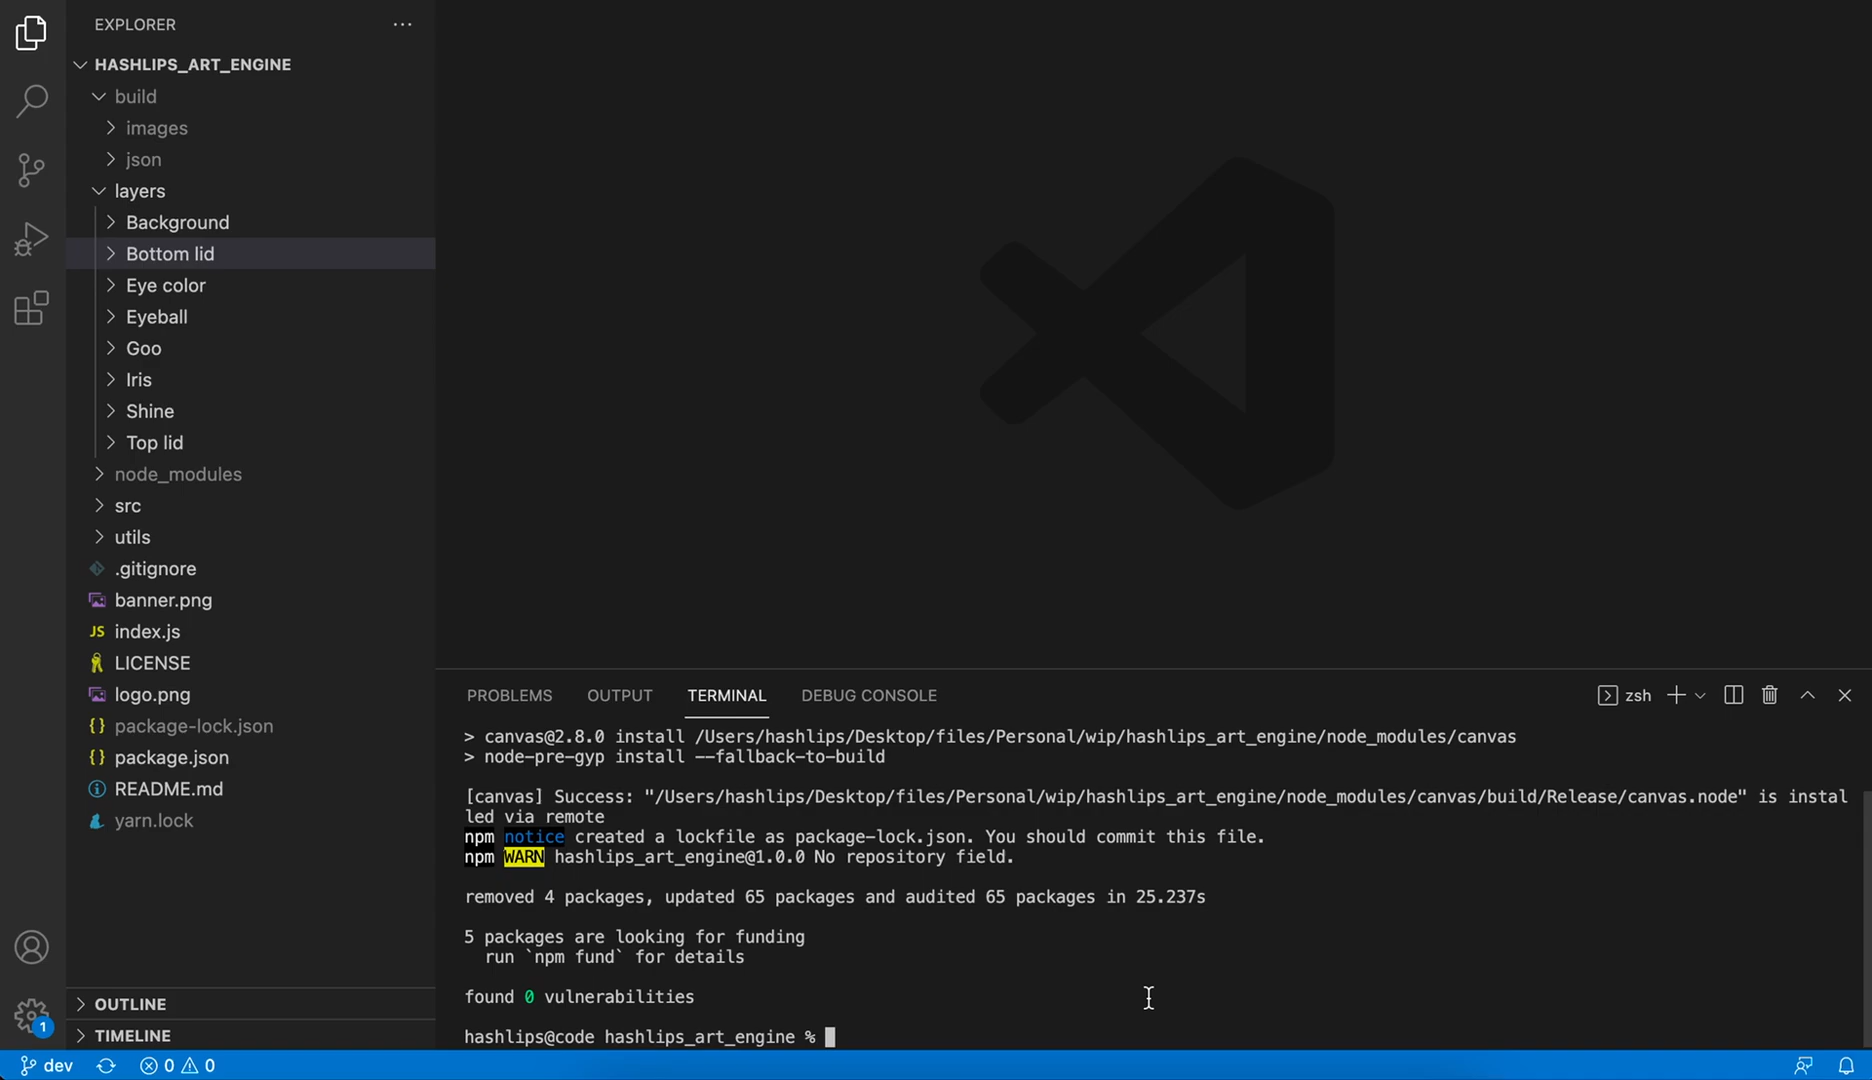 EXPLORER
HASHLIPS_ART_ENGINE
build
images
json
layers
Background
Bottom lid
Eye color
Eyeball
Goo
Iris
Shine
Top lid
node_modules
src
utils
.gitignore
banner.png
JS index.js
LICENSE
logo.png
{} package-lock.json
{} package.json
README.md
yarn.lock
OUTLINE
TIMELINE
1
PROBLEMS OUTPUT TERMINAL DEBUG CONSOLE zsh
> canvas@2.8.0 install /Users/hashlips/Desktop/files/Personal/wip/hashlips_art_engine/node_modules/canvas
> node-pre-gyp install --fallback-to-build
[canvas] Success: "/Users/hashlips/Desktop/files/Personal/wip/hashlips_art_engine/node_modules/canvas/build/Release/canvas.node" is instal
led via remote
npm notice created a lockfile as package-lock.json. You should commit this file.
npm WARN hashlips_art_engine@1.0.0 No repository field.
removed 4 packages, updated 65 packages and audited 65 packages in 25.237s
5 packages are looking for funding
run `npm fund` for details
found 0 vulnerabilities
hashlips@code hashlips_art_engine %
dev 0 0